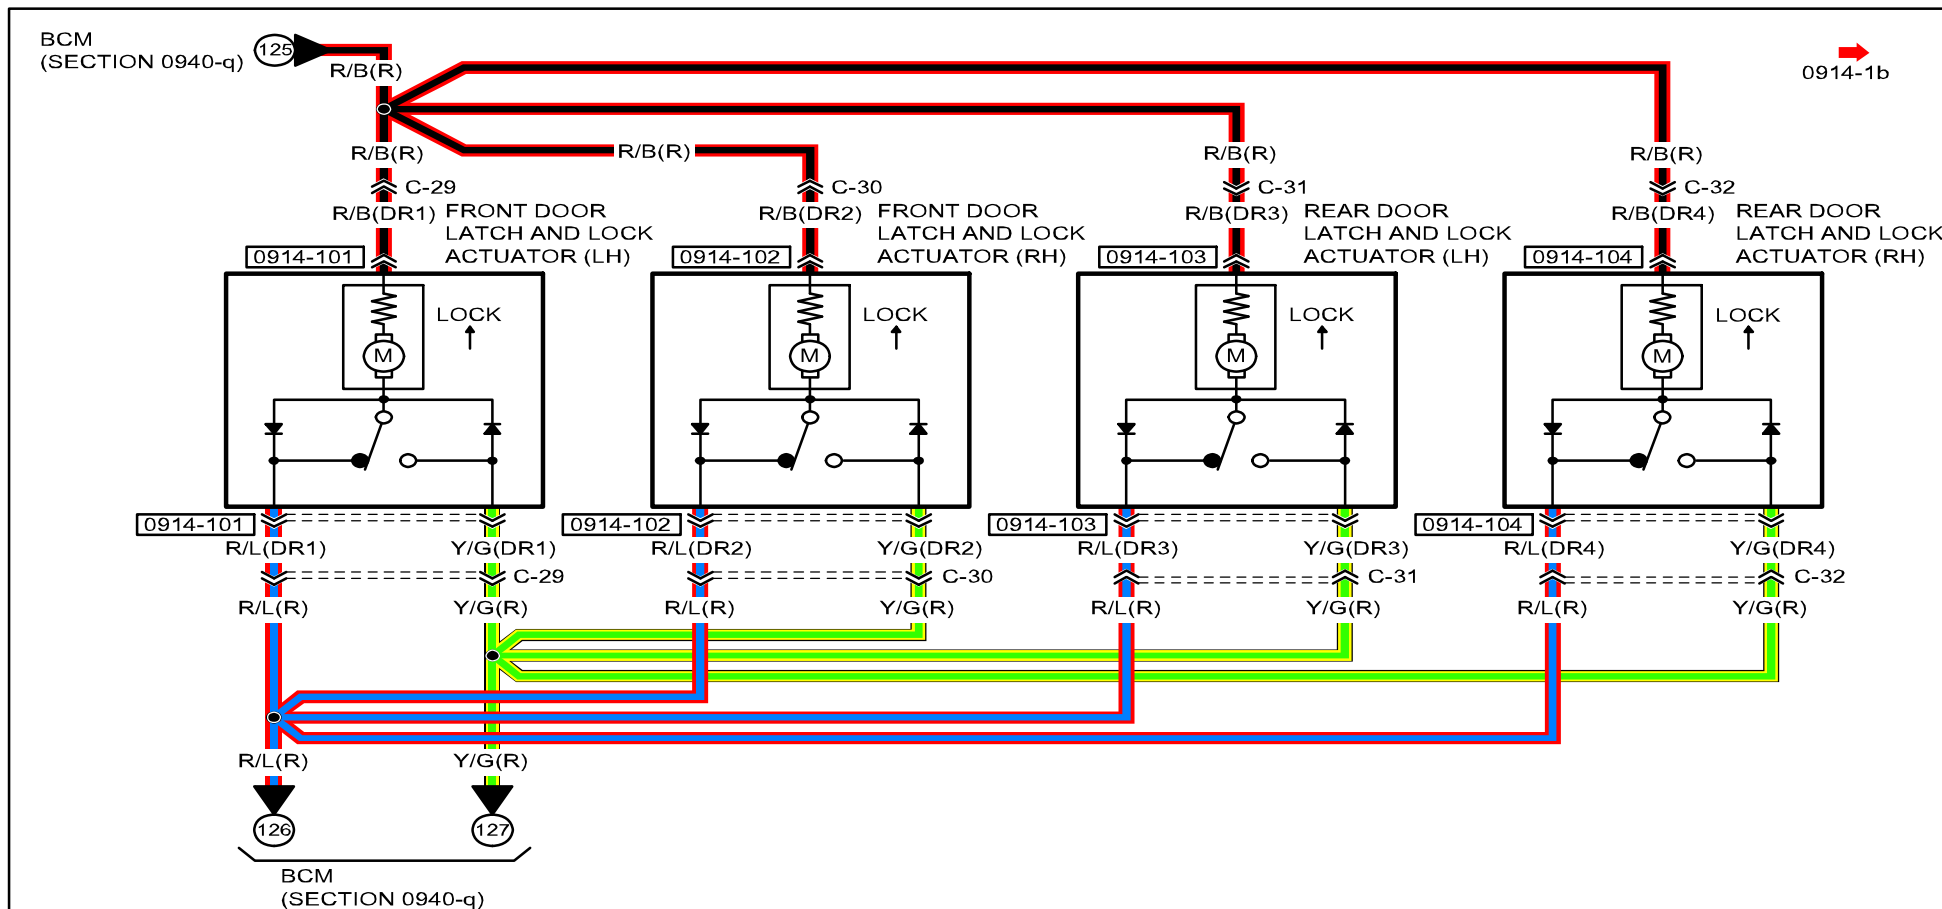 BCM
(SECTION 0940-q)
125
R/B(R)
0914-1b
R/B(R)
R/B(R)
R/B(R)
R/B(R)
C-29
C-30
C-31
C-32
R/B(DR1)
FRONT DOOR
LATCH AND LOCK
ACTUATOR (LH)
R/B(DR2)
FRONT DOOR
LATCH AND LOCK
ACTUATOR (RH)
R/B(DR3)
REAR DOOR
LATCH AND LOCK
ACTUATOR (LH)
R/B(DR4)
REAR DOOR
LATCH AND LOCK
ACTUATOR (RH)
0914-101
0914-102
0914-103
0914-104
LOCK
LOCK
LOCK
LOCK
M
M
M
M
0914-101
0914-102
0914-103
0914-104
R/L(DR1)
Y/G(DR1)
R/L(DR2)
Y/G(DR2)
R/L(DR3)
Y/G(DR3)
R/L(DR4)
Y/G(DR4)
C-29
C-30
C-31
C-32
R/L(R)
Y/G(R)
R/L(R)
Y/G(R)
R/L(R)
Y/G(R)
R/L(R)
Y/G(R)
R/L(R)
Y/G(R)
126
127
BCM
(SECTION 0940-q)